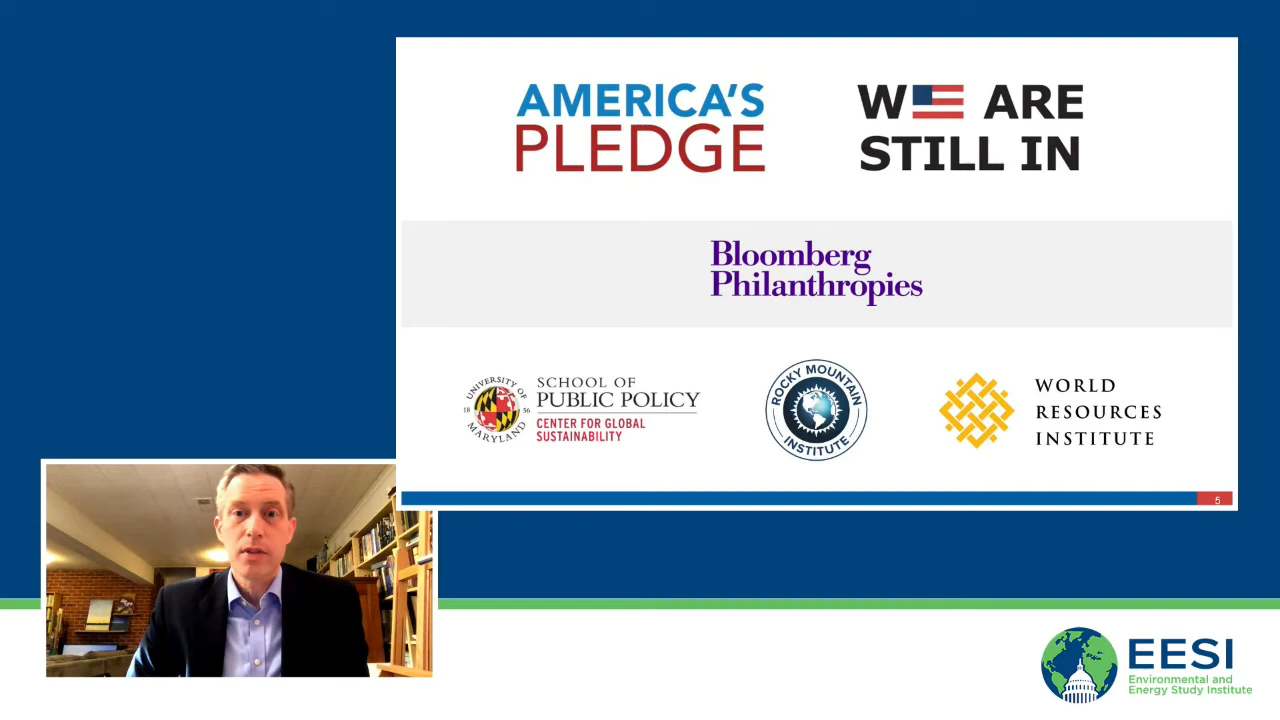 AMERICA'S
PLEDGE
W ARE
STILL IN
Bloomberg
Philanthropies
UNIVERSITY OF
18 56
MARYLAND
SCHOOL OF
PUBLIC POLICY
CENTER FOR GLOBAL
SUSTAINABILITY
ROCKY MOUNTAIN
INSTITUTE
WORLD
RESOURCES
INSTITUTE
5
EESI
Environmental and
Energy Study Institute